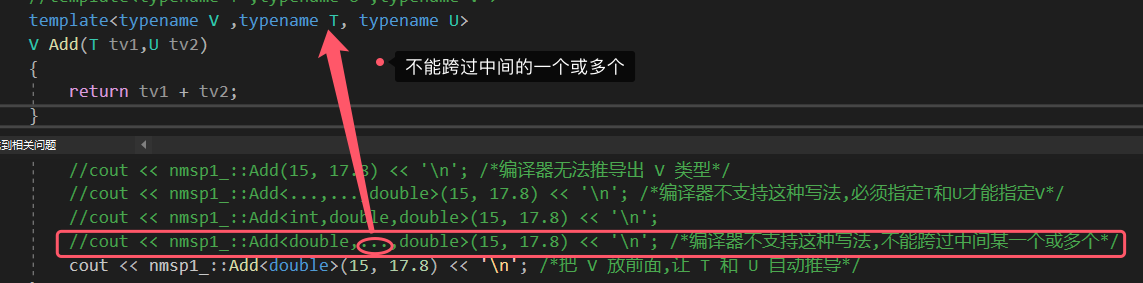 template<typename V ,typename T, typename U>
V Add(T tv1,U tv2)
{
不能跨过中间的一个或多个
return tv1 + tv2;
}
到相关问题
//cout << nmsp1_::Add(15, 17.8) << '\n'; /*编译器无法推导出 V 类型*/
//cout << nmsp1_::Add<...,...,double>(15, 17.8) << '\n'; /*编译器不支持这种写法,必须指定T和U才能指定V*/
//cout << nmsp1_::Add<int,double,double>(15, 17.8) << '\n';
//cout << nmsp1_::Add<double,...,double>(15, 17.8) << '\n'; /*编译器不支持这种写法,不能跨过中间某一个或多个*/
cout << nmsp1_::Add<double>(15, 17.8) << '\n'; /*把 V 放前面,让 T 和 U 自动推导*/